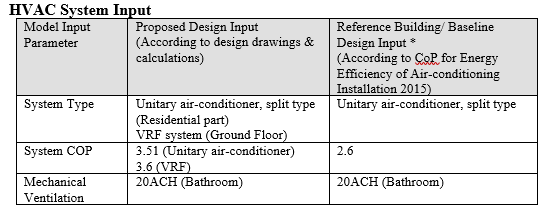 HVAC System Input
Model Input
Parameter
Proposed Design Input
(According to design drawings &
calculations)
Reference Building/ Baseline
Design Input *
(According to CoP for Energy
Efficiency of Air-conditioning
Installation 2015)
System Type
Unitary air-conditioner, split type
(Residential part)
VRF system (Ground Floor)
Unitary air-conditioner, split type
System COP
3.51 (Unitary air-conditioner)
3.6 (VRF)
2.6
Mechanical
Ventilation
20ACH (Bathroom)
20ACH (Bathroom)